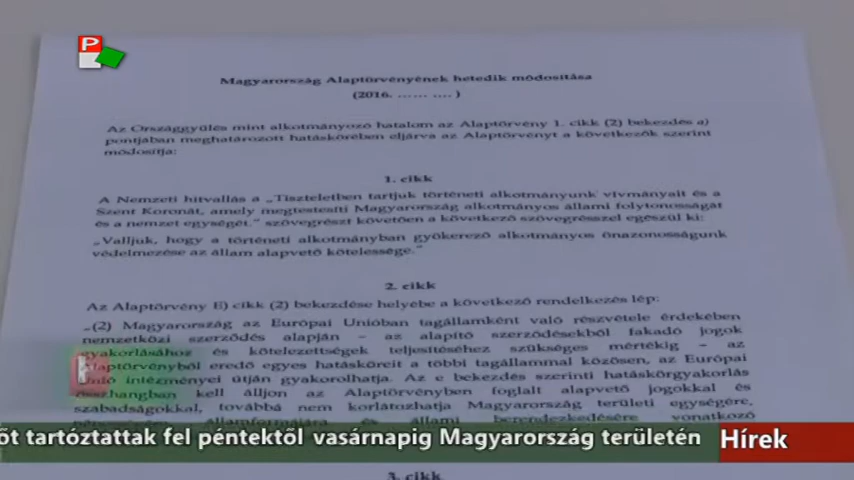 P
Magyarország Alaptörvényének hetedik módosítása
(2016. ...... .... )
Az Országgyűlés mint alkotmányozó hatalom az Alaptörvény 1. cikk (2) bekezdés a)
pontjában meghatározott hatáskörében eljárva az Alaptörvényt a következők szerint
módosítja:
1. cikk
A Nemzeti hitvallás a „Tiszteletben tartjuk történeti alkotmányunk vívmányait és a
Szent Koronát, amely megtestesíti Magyarország alkotmányos állami folytonosságát
és a nemzet egységét.” szövegrészt követően a következő szövegrésszel egészül ki:
„Valljuk, hogy a történeti alkotmányban gyökerező alkotmányos önazonosságunk
védelmezése az állam alapvető kötelessége.”
2. cikk
Az Alaptörvény E) cikk (2) bekezdése helyébe a következő rendelkezés lép:
„(2) Magyarország az Európai Unióban tagállamként való részvétele érdekében
nemzetközi szerződés alapján – az alapító szerződésekből fakadó jogok
gyakorlásához és kötelezettségek teljesítéséhez szükséges mértékig – az
Alaptörvényből eredő egyes hatásköreit a többi tagállammal közösen, az Európai
Unió intézményei útján gyakorolhatja. Az e bekezdés szerinti hatáskörgyakorlás
összhangban kell álljon az Alaptörvényben foglalt alapvető jogokkal és
szabadságokkal, továbbá nem korlátozhatja Magyarország területi egységére,
és állami berendezkedésére vonatkozó
őt tartóztattak fel péntektől vasárnapig Magyarország területén
Hírek
3. cikk